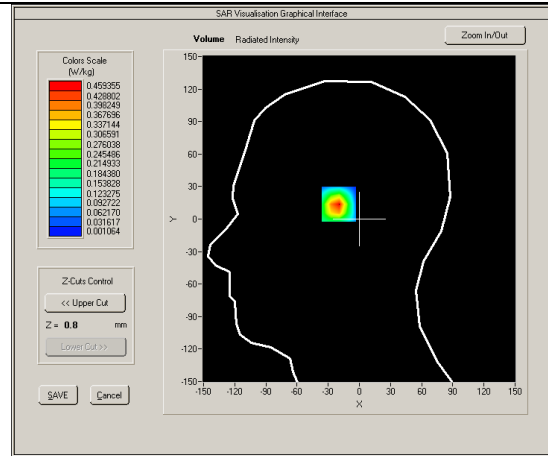 SAR Visualisation Graphical Interface
Volume Radiated Intensity
Zoom In/Out
Colors Scale
(W/kg)
0.459355
0.428802
0.398249
0.367696
0.337144
0.306591
0.276038
0.245486
0.214933
0.184380
0.153828
0.123275
0.092722
0.062170
0.031617
0.001064
Z-Cuts Control
<< Upper Cut
Z = 0.8 mm
Lower Cut >>
SAVE Cancel
150
120
90
60
30
0
-30
-60
-90
-120
-150
Y
-150 -120 -90 -60 -30 0 30 60 90 120 150
X